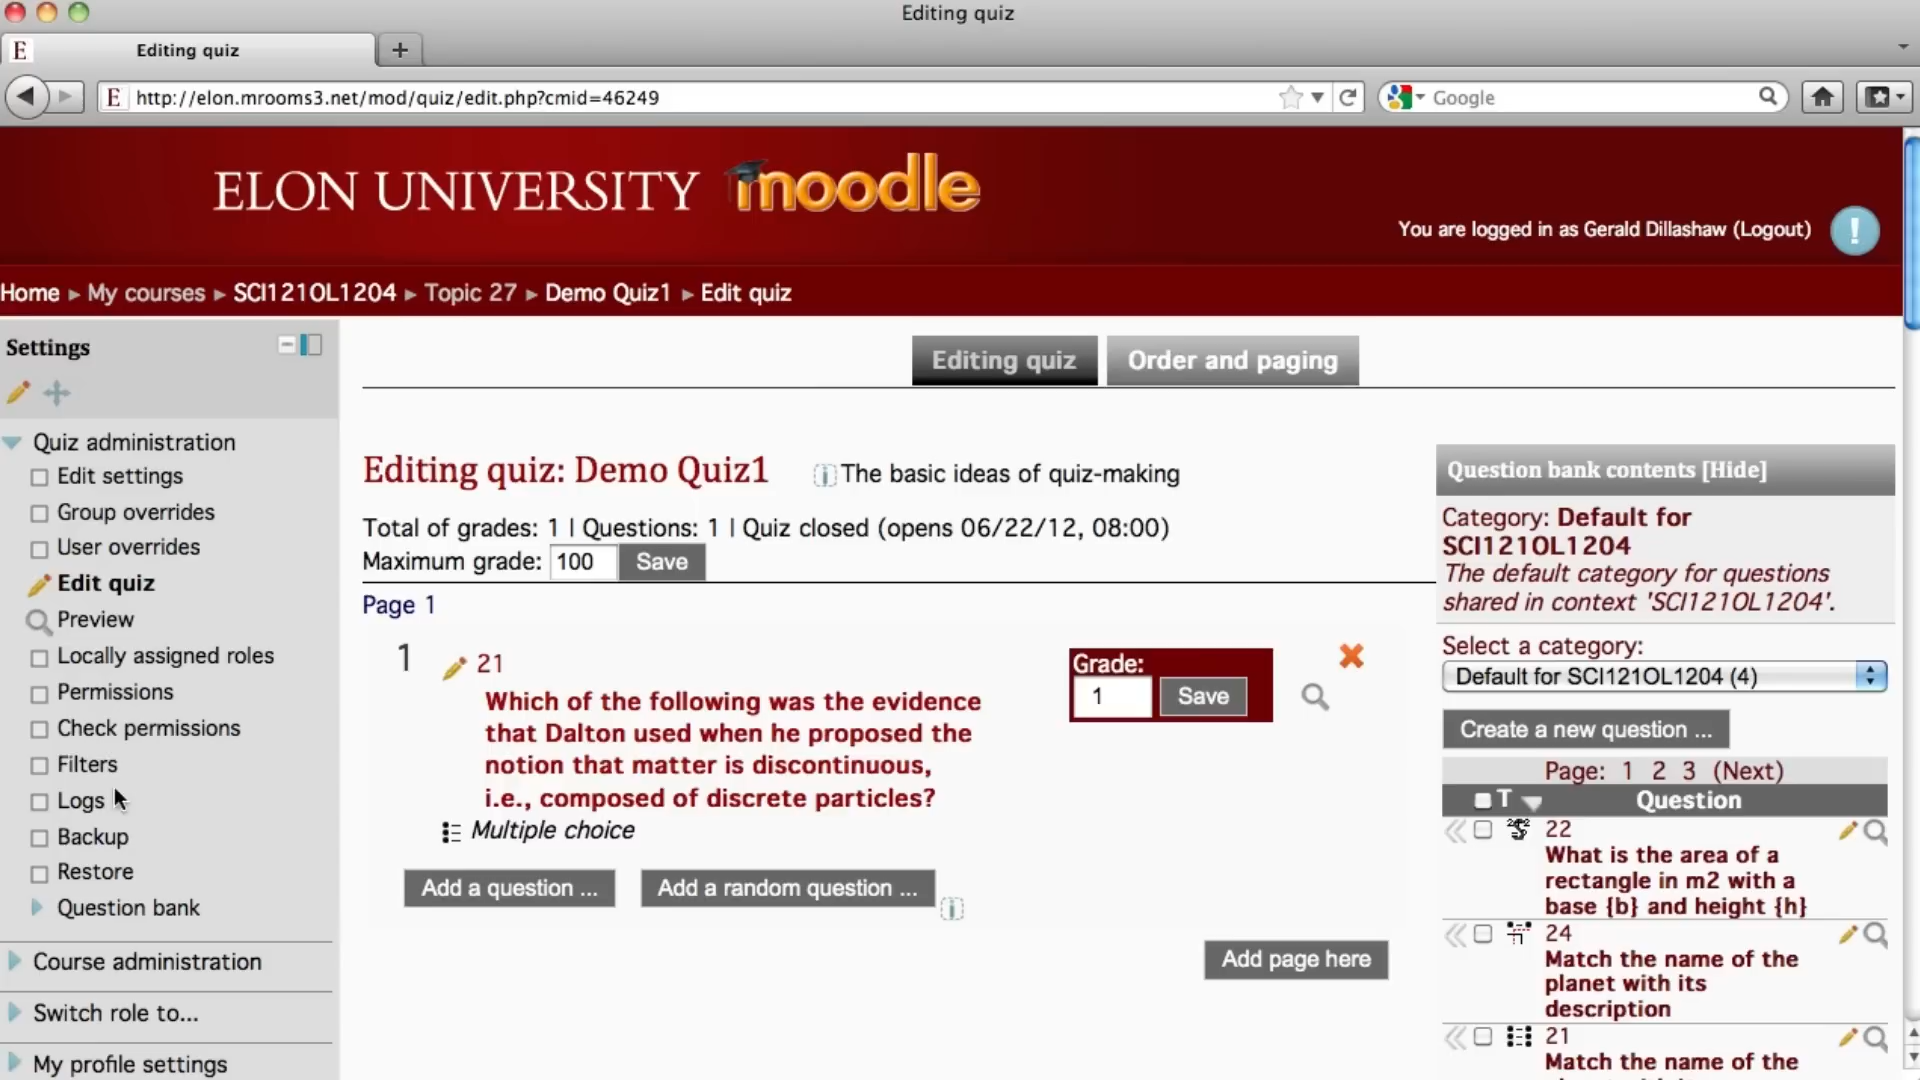 Editing quiz
E Editing quiz +
E http://elon.mrooms3.net/mod/quiz/edit.php?cmid=46249
Google
ELON UNIVERSITY moodle
You are logged in as Gerald Dillashaw (Logout) !
Home ▸ My courses ▸ SCI121OL1204 ▸ Topic 27 ▸ Demo Quiz1 ▸ Edit quiz
Settings
Quiz administration
Edit settings
Group overrides
User overrides
Edit quiz
Preview
Locally assigned roles
Permissions
Check permissions
Filters
Logs
Backup
Restore
Question bank
Course administration
Switch role to...
My profile settings
Editing quiz
Order and paging
Editing quiz: Demo Quiz1
The basic ideas of quiz-making
Total of grades: 1 | Questions: 1 | Quiz closed (opens 06/22/12, 08:00)
Maximum grade: 100 Save
Page 1
1
21
Which of the following was the evidence
that Dalton used when he proposed the
notion that matter is discontinuous,
i.e., composed of discrete particles?
Multiple choice
Grade:
1 Save
Add a question ...
Add a random question ...
Add page here
Question bank contents [Hide]
Category: Default for
SCI121OL1204
The default category for questions
shared in context 'SCI121OL1204'.
Select a category:
Default for SCI121OL1204 (4)
Create a new question ...
Page: 1 2 3 (Next)
T Question
22
What is the area of a
rectangle in m2 with a
base {b} and height {h}
24
Match the name of the
planet with its
description
21
Match the name of the